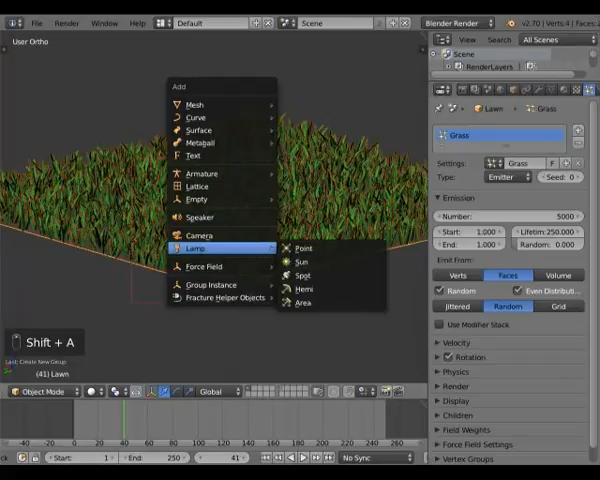 File Render Window Help Default Scene Blender Render v2.70 | Verts:4 |
User Ortho
View Search All Scenes
Scene
RenderLayers
Add
Mesh
Curve
Surface
Metaball
Text
Armature
Lattice
Empty
Speaker
Camera
Lamp
Force Field
Group Instance
Fracture Helper Objects
Point
Sun
Spot
Hemi
Area
Lawn Grass
Grass
Settings: Grass F
Type: Emitter Seed: 0
Emission
Number: 5000
Start: 1.000 Lifetim:250.000
End: 1.000 Random: 0.000
Emit From:
Verts Faces Volume
Random Even Distributi...
Jittered Random Grid
Use Modifier Stack
Velocity
Rotation
Physics
Render
Display
Children
Field Weights
Force Field Settings
Vertex Groups
Shift + A
Last: Create New Group
(41) Lawn
Object Mode Global
-40 -20 0 20 40 60 80 100 120 140 160 180 200 220 240 260
Start: 1 End: 250 41 No Sync